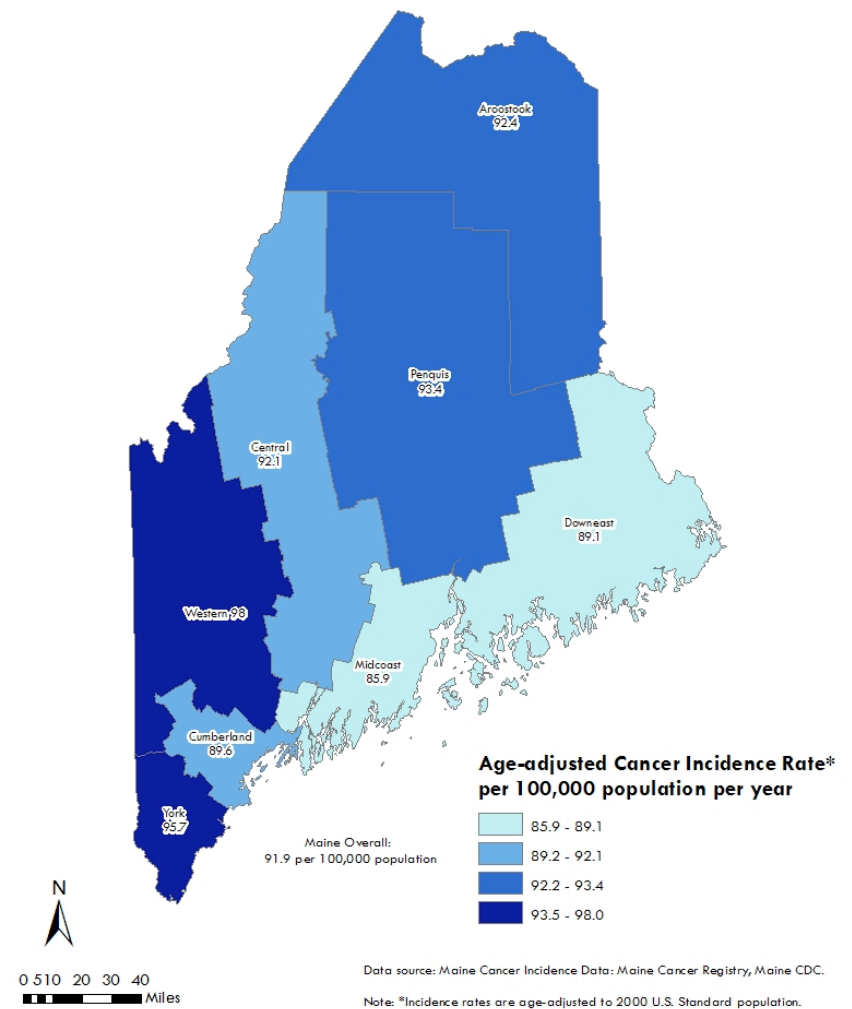 Aroostook
92.4
Penquis
93.4
Central
92.1
Downeast
89.1
Western 98
Midcoast
85.9
Cumberland
89.6
York
95.7
Age-adjusted Cancer Incidence Rate*
per 100,000 population per year
85.9 - 89.1
89.2 - 92.1
92.2 - 93.4
93.5 - 98.0
Maine Overall:
91.9 per 100,000 population
N
0 5 10 20 30 40
Miles
Data source: Maine Cancer Incidence Data: Maine Cancer Registry, Maine CDC.
Note: *Incidence rates are age-adjusted to 2000 U.S. Standard population.